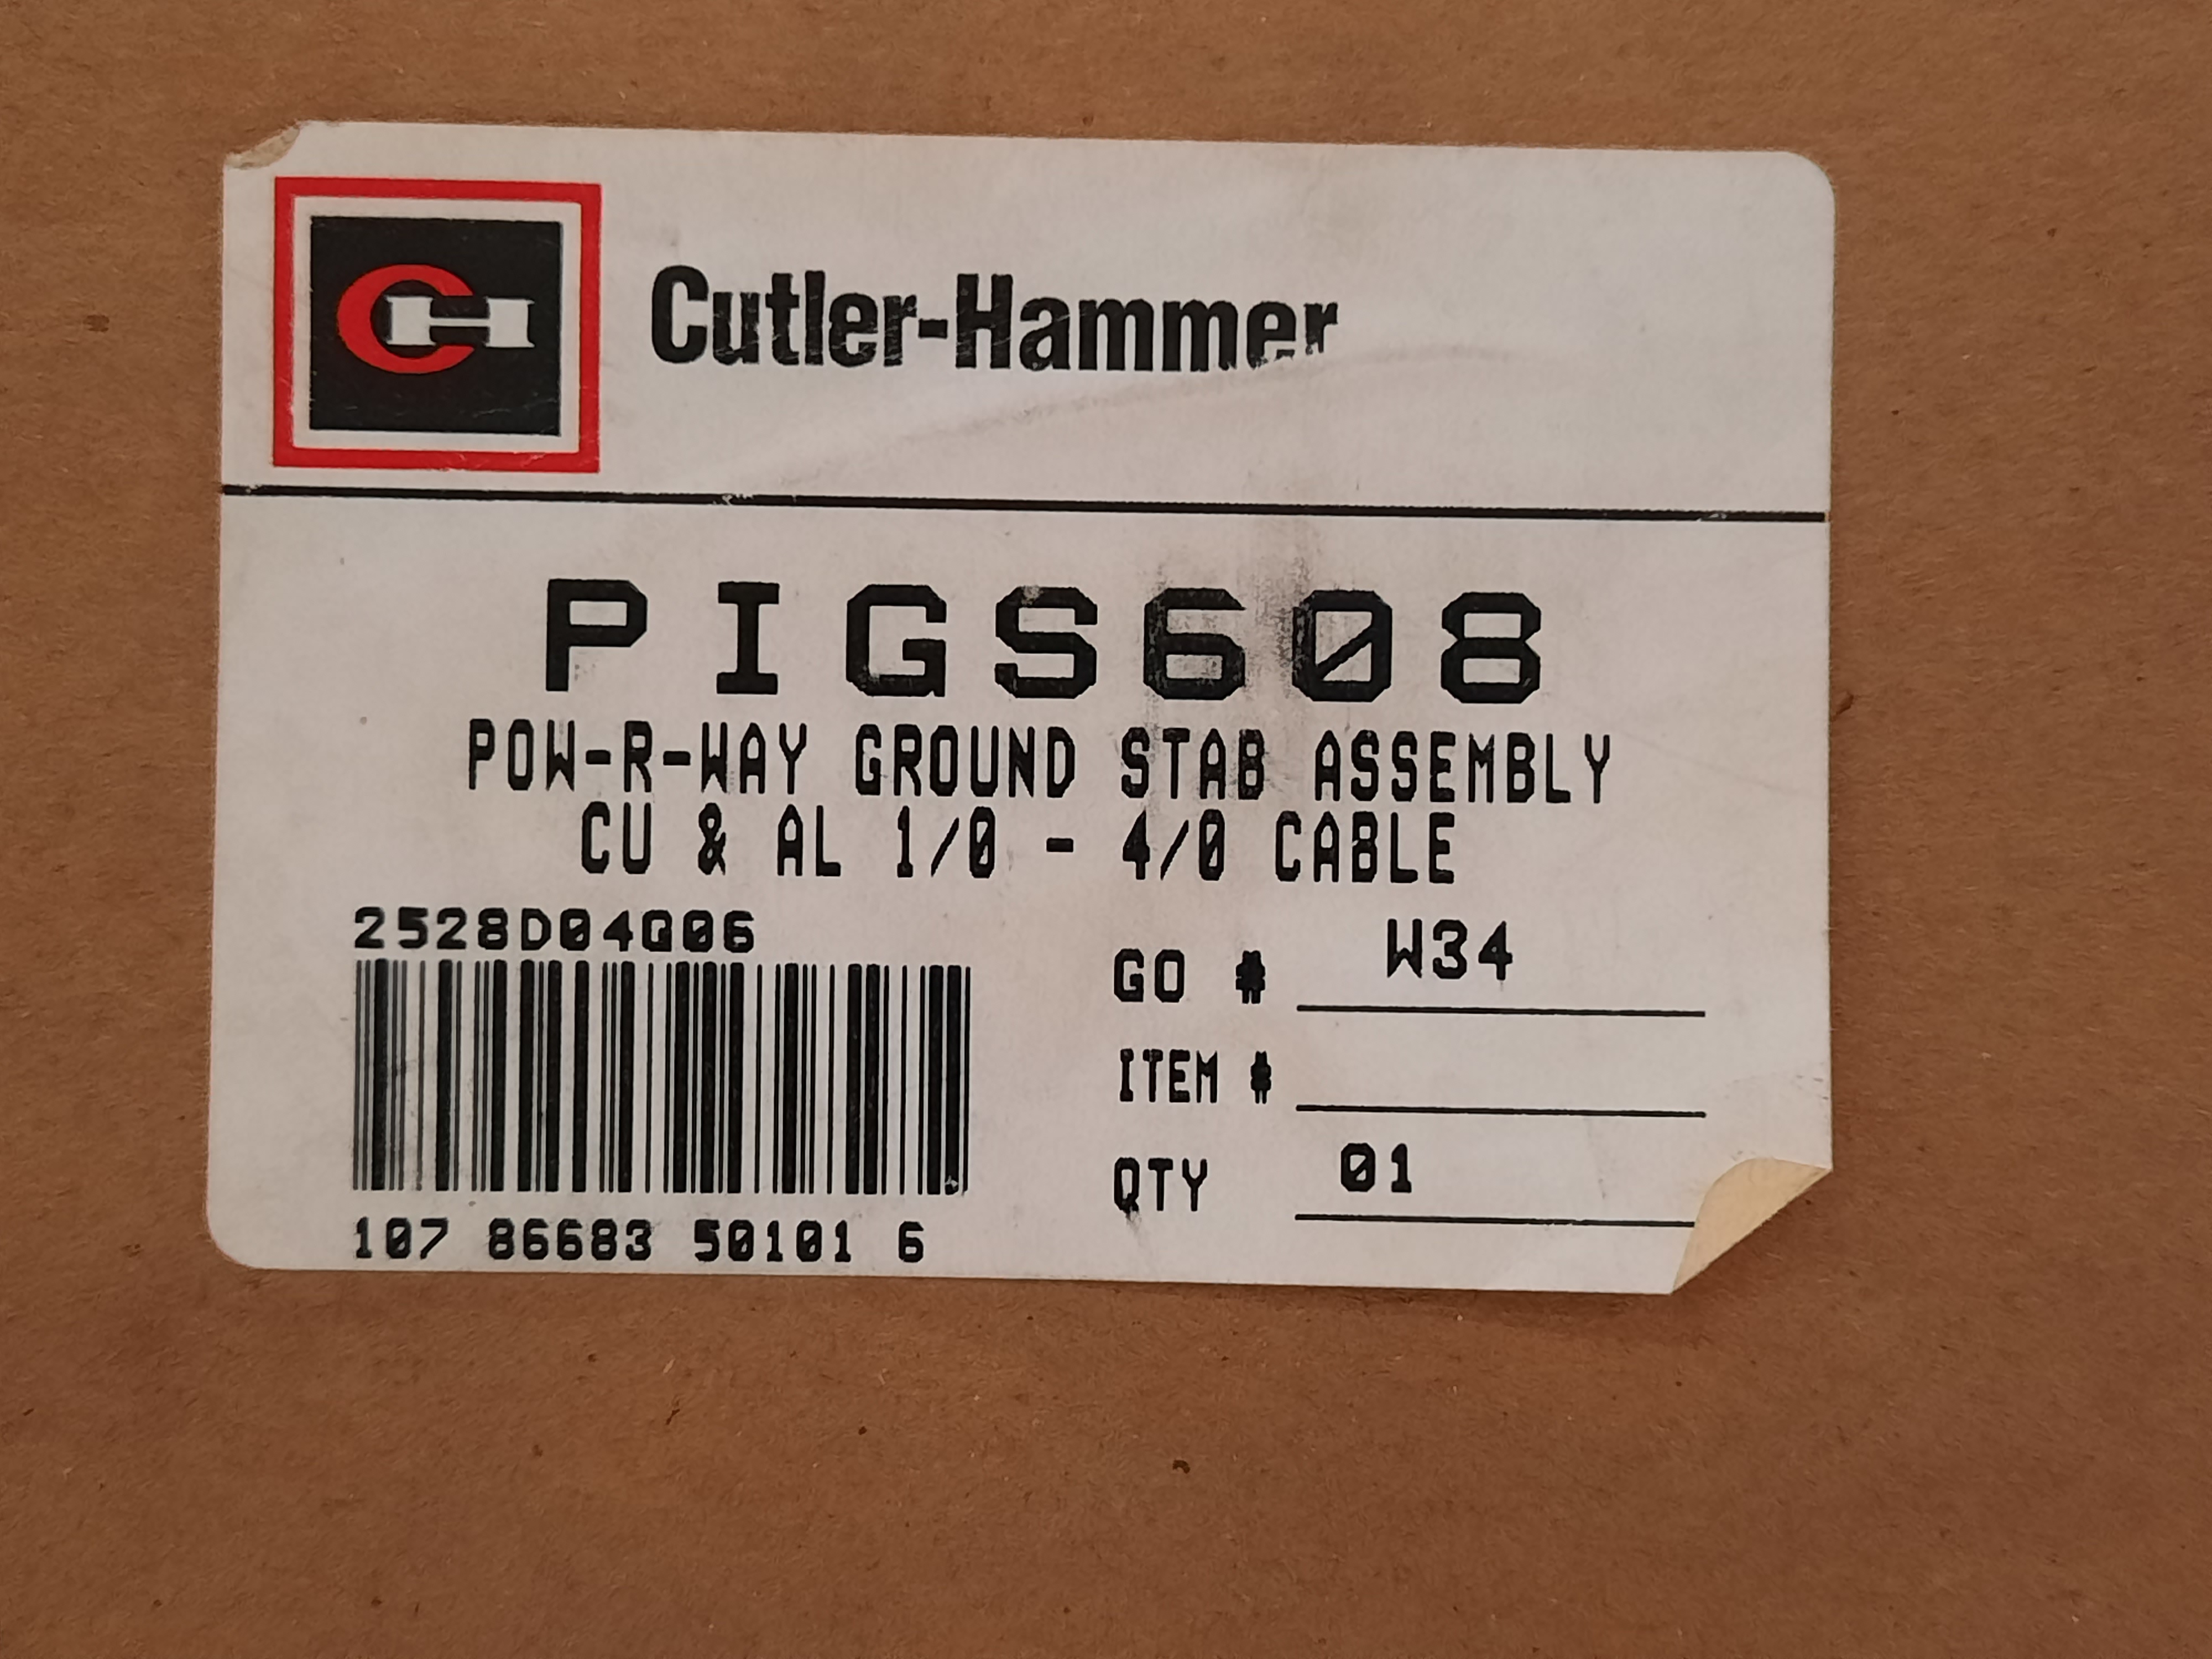 CH Cutler-Hammer
PIGS608
POW-R-WAY GROUND STAB ASSEMBLY
CU & AL 1/0 - 4/0 CABLE
2528D04G06
107 86683 50101 6
GO # W34
ITEM #
QTY 01